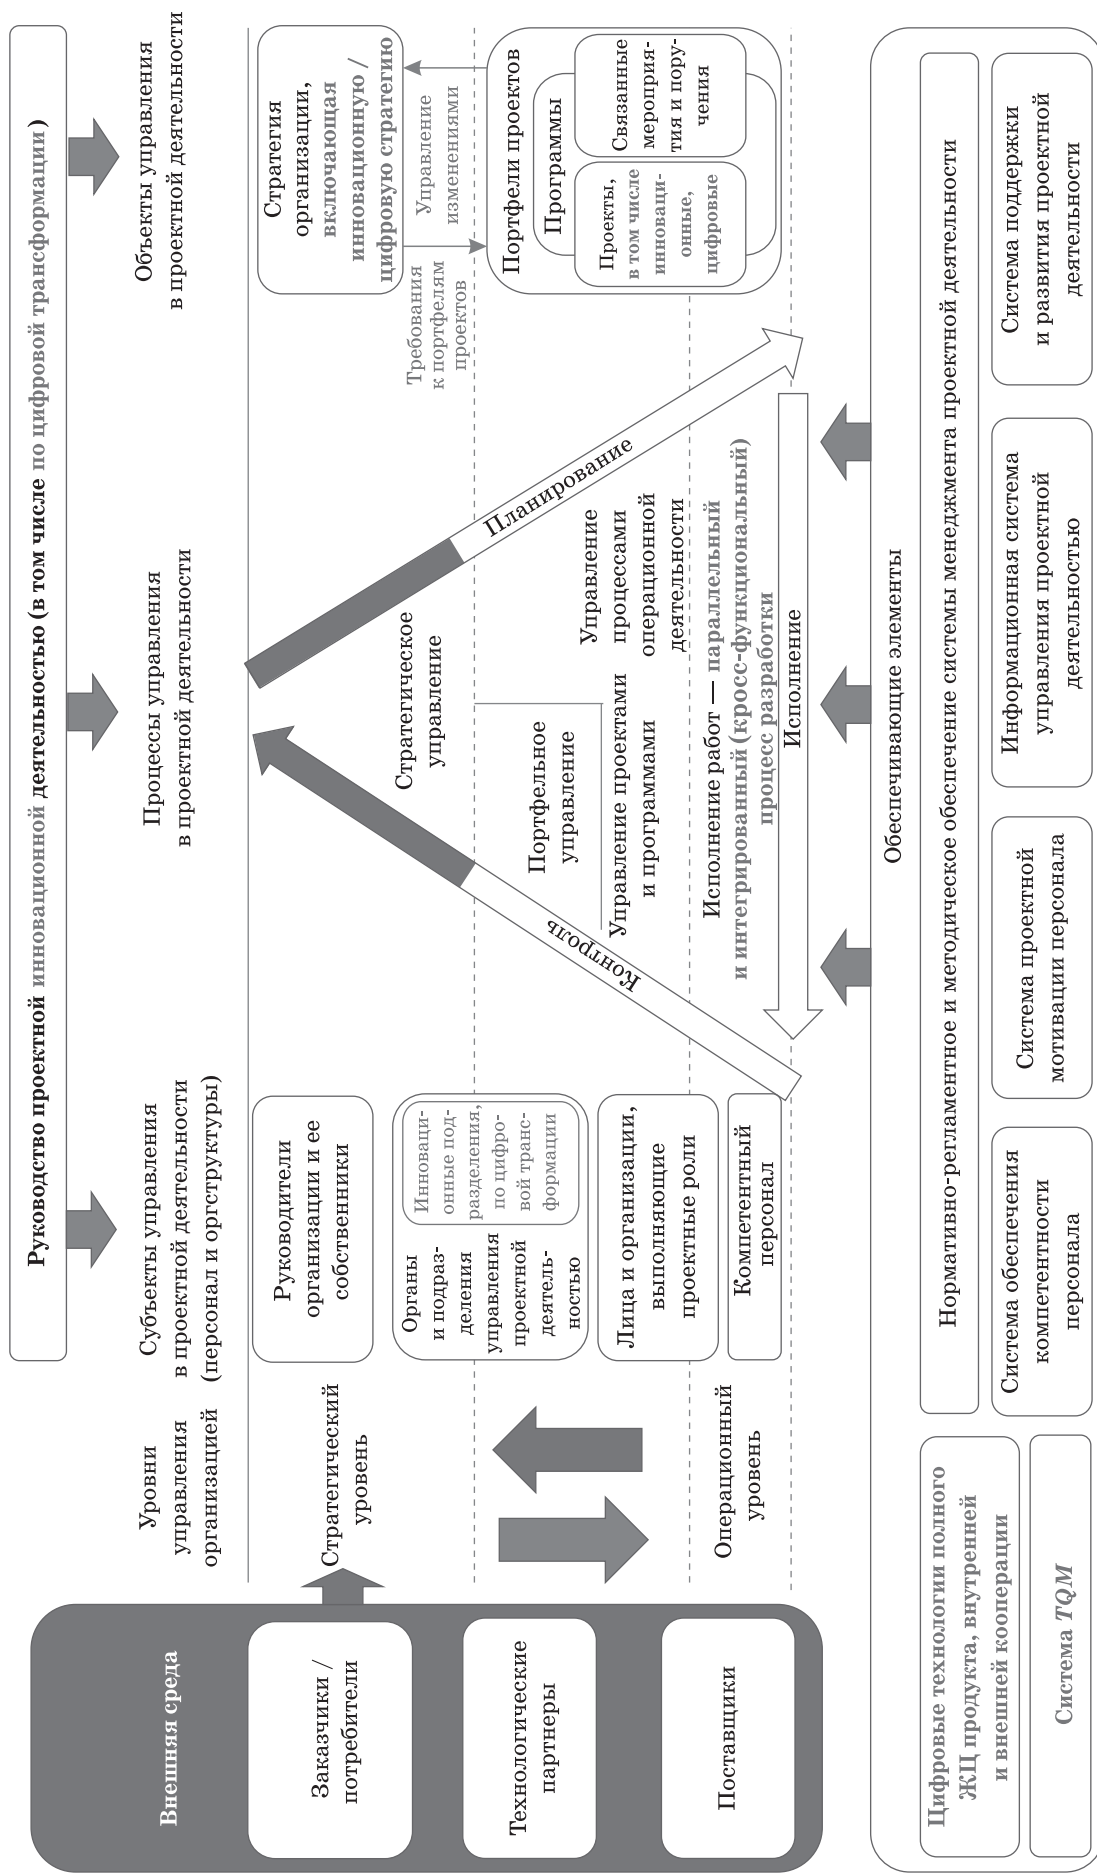 Руководство проектной инновационной деятельностью (в том числе по цифровой трансформации)
Уровни
управления
организацией
Субъекты управления
в проектной деятельности
(персонал и оргструктуры)
Процессы управления
в проектной деятельности
Объекты управления
в проектной деятельности
Внешняя среда
Заказчики /
потребители
Технологические
партнеры
Поставщики
Стратегический
уровень
Операционный
уровень
Руководители
организации и ее
собственники
Органы
и подраз-
деления
управления
проектной
деятель-
ностью
Инноваци-
онные под-
разделения,
по цифро-
вой транс-
формации
Лица и организации,
выполняющие
проектные роли
Компетентный
персонал
Контроль
Планирование
Исполнение
Стратегическое
управление
Портфельное
управление
Управление проектами
и программами
Управление
процессами
операционной
деятельности
Исполнение работ — параллельный
и интегрированный (кросс-функциональный)
процесс разработки
Стратегия
организации,
включающая
инновационную /
цифровую стратегию
Требования
к портфелям
проектов
Управление
изменениями
Портфели проектов
Программы
Проекты,
в том числе
инноваци-
онные,
цифровые
Связанные
мероприя-
тия и пору-
чения
Обеспечивающие элементы
Цифровые технологии полного
ЖЦ продукта, внутренней
и внешней кооперации
Система TQM
Нормативно-регламентное и методическое обеспечение системы менеджмента проектной деятельности
Система обеспечения
компетентности
персонала
Система проектной
мотивации персонала
Информационная система
управления проектной
деятельностью
Система поддержки
и развития проектной
деятельности